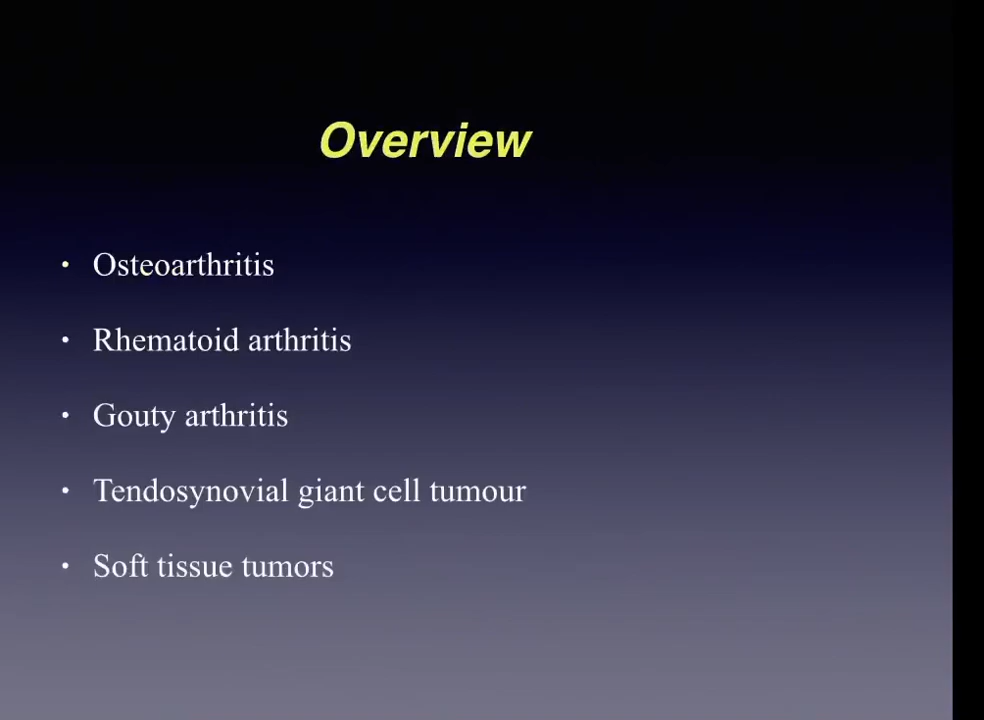 Overview
• Osteoarthritis
• Rhematoid arthritis
• Gouty arthritis
• Tendosynovial giant cell tumour
• Soft tissue tumors